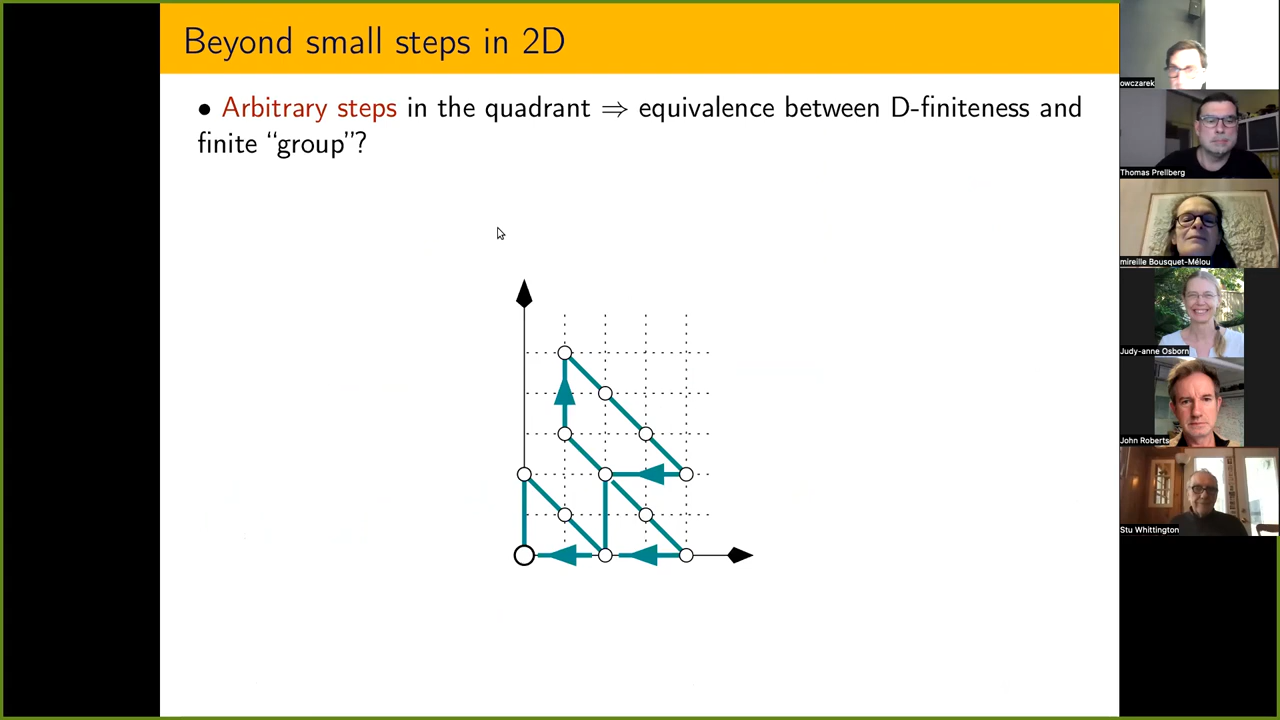 Beyond small steps in 2D
• Arbitrary steps in the quadrant ⇒ equivalence between D-finiteness and
finite “group”?
owczarek
Thomas Prellberg
mireille Bousquet-Mélou
Judy-anne Osborn
John Roberts
Stu Whittington